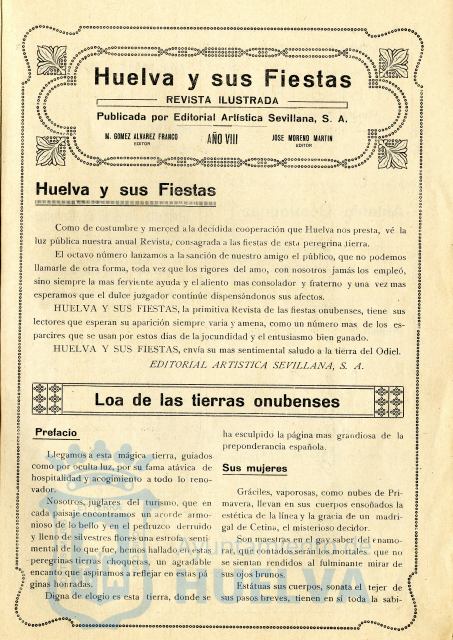 Huelva y sus Fiestas
REVISTA ILUSTRADA
Publicada por Editorial Artística Sevillana, S. A.
M. GOMEZ ALVAREZ FRANCO
EDITOR
AÑO VIII
JOSE MORENO MARTIN
EDITOR
Huelva y sus Fiestas
Como de costumbre y merced a la decidida cooperación que Huelva nos presta, vé la
luz pública nuestra anual Revista, consagrada a las fiestas de esta peregrina tierra.
El octavo número lanzamos a la sanción de nuestro amigo el público, que no podemos
llamarle de otra forma, toda vez que los rigores del amo, con nosotros jamás los empleó,
sino siempre la mas ferviente ayuda y el aliento mas consolador y fraterno y una vez mas
esperamos que el dulce juzgador continúe dispensándonos sus afectos.
HUELVA Y SUS FIESTAS, la primitiva Revista de las fiestas onubenses, tiene sus
lectores que esperan su aparición siempre varia y amena, como un número mas de los es-
parcires que se usan por estos dias de la jocundidad y el entusiasmo bien ganado.
HUELVA Y SUS FIESTAS, envía su mas sentimental saludo a la tierra del Odiel.
EDITORIAL ARTISTICA SEVILLANA, S. A.
Loa de las tierras onubenses
Prefacio
Llegamos a esta mágica tierra, guiados
como por oculta luz, por su fama atávica de
hospitalidad y acogimiento a todo lo reno-
vador.
Nosotros, juglares del turismo, que en
cada paisaje encontramos un acorde armo-
nioso de lo bello y en el pedruzco derruido
y lleno de silvestres flores una estrofa senti-
mental de lo que fue, hemos hallado en estas
peregrinas tierras choqueras, un agradable
encanto que aspiramos a reflejar en estas pá
ginas honradas.
Digna de elogio es esta tierra, donde se
ha esculpido la página mas grandiosa de la
preponderancia española.
Sus mujeres
Gráciles, vaporosas, como nubes de Pri-
mavera, llevan en sus cuerpos ensoñados la
estética de la línea y la gracia de un madri-
gal de Cetina, el misterioso decidor.
Son maestras en el gay saber del enamo-
rar, que contados serán los mortales que no
se sientan rendidos al fulminante mirar de
sus ojos brunos.
Estátuas sus cuerpos, sonata el tejer de
sus pasos breves, tienen en sí toda la sabi-
HUELVA